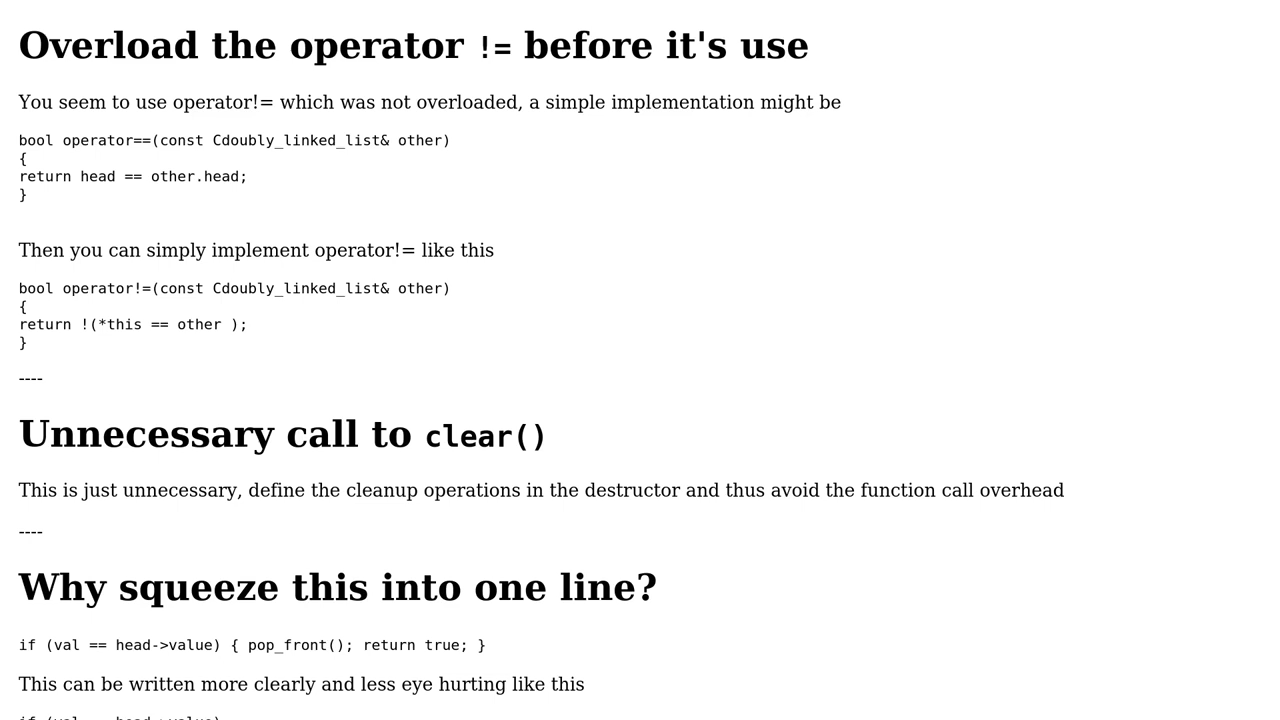 Overload the operator != before it's use
You seem to use operator!= which was not overloaded, a simple implementation might be
bool operator==(const Cdoubly_linked_list& other)
{
return head == other.head;
}
Then you can simply implement operator!= like this
bool operator!=(const Cdoubly_linked_list& other)
{
return !(*this == other );
}
----
Unnecessary call to clear()
This is just unnecessary, define the cleanup operations in the destructor and thus avoid the function call overhead
----
Why squeeze this into one line?
if (val == head->value) { pop_front(); return true; }
This can be written more clearly and less eye hurting like this
if (val == head->value)